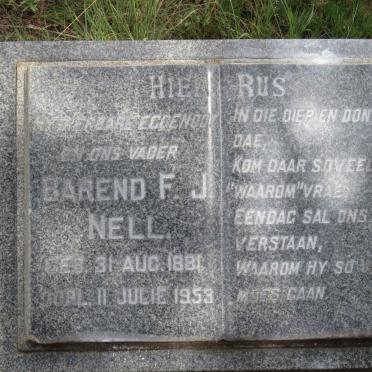 HIER RUS
EGGENOOT
EN ONS VADER
BAREND F. J.
NELL.
GEB. 31 AUG. 1881
OORL. 11 JULIE 1953
IN DIE DIEP EN DON
DAE,
KOM DAAR SOVEEL
"WAAROM" VRAE
EENDAG SAL ONS
VERSTAAN,
WAAROM HY SO
MOES GAAN